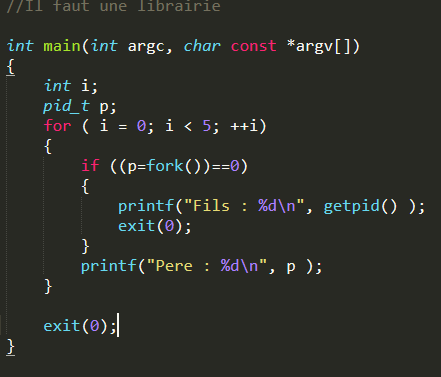 //Il faut une librairie
int main(int argc, char const *argv[])
{
int i;
pid_t p;
for ( i = 0; i < 5; ++i)
{
if ((p=fork())==0)
{
printf("Fils : %d\n", getpid() );
exit(0);
}
printf("Pere : %d\n", p );
}
exit(0);
}